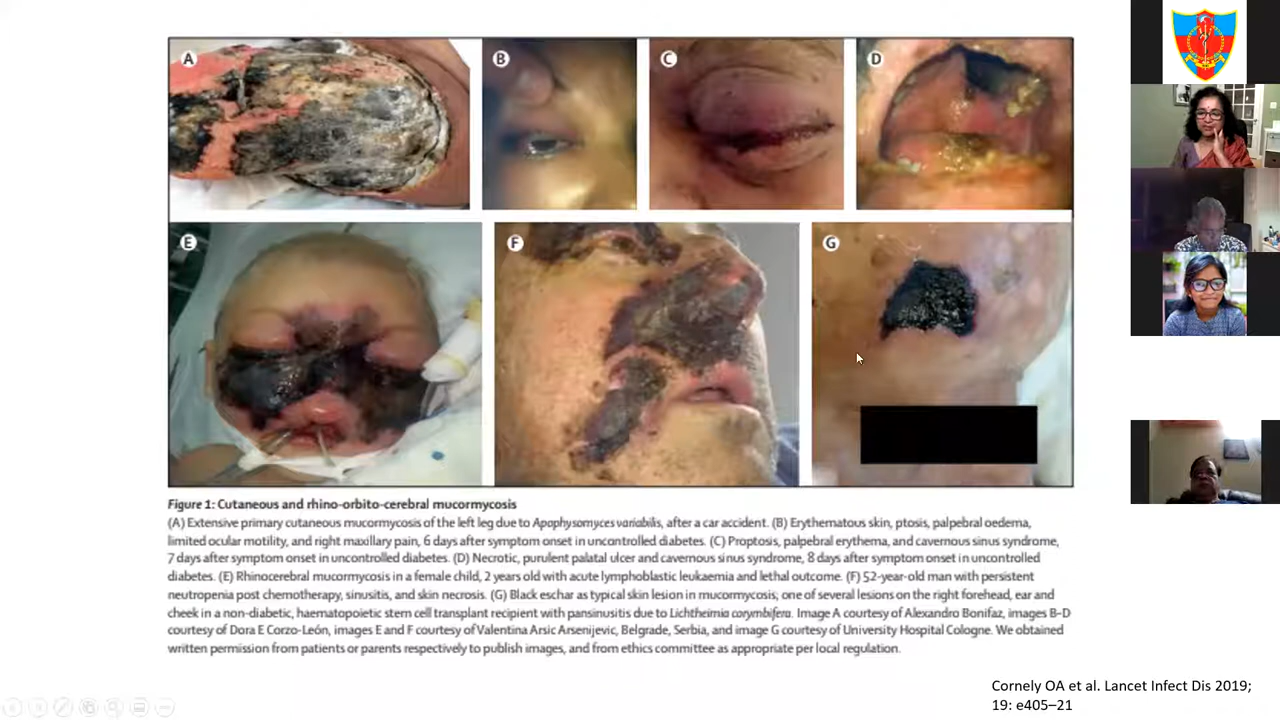 A
B
C
D
E
F
G
Figure 1: Cutaneous and rhino-orbito-cerebral mucormycosis
(A) Extensive primary cutaneous mucormycosis of the left leg due to Apophysomyces variabilis, after a car accident. (B) Erythematous skin, ptosis, palpebral oedema,
limited ocular motility, and right maxillary pain, 6 days after symptom onset in uncontrolled diabetes. (C) Proptosis, palpebral erythema, and cavernous sinus syndrome,
7 days after symptom onset in uncontrolled diabetes. (D) Necrotic, purulent palatal ulcer and cavernous sinus syndrome, 8 days after symptom onset in uncontrolled
diabetes. (E) Rhinocerebral mucormycosis in a female child, 2 years old with acute lymphoblastic leukaemia and lethal outcome. (F) 52-year-old man with persistent
neutropenia post chemotherapy, sinusitis, and skin necrosis. (G) Black eschar as typical skin lesion in mucormycosis; one of several lesions on the right forehead, ear and
cheek in a non-diabetic, haematopoietic stem cell transplant recipient with pansinusitis due to Lichtheimia corymbifera. Image A courtesy of Alexandro Bonifaz, images B–D
courtesy of Dora E Corzo-León, images E and F courtesy of Valentina Arsic Arsenijevic, Belgrade, Serbia, and image G courtesy of University Hospital Cologne. We obtained
written permission from patients or parents respectively to publish images, and from ethics committee as appropriate per local regulation.
Cornely OA et al. Lancet Infect Dis 2019;
19: e405–21